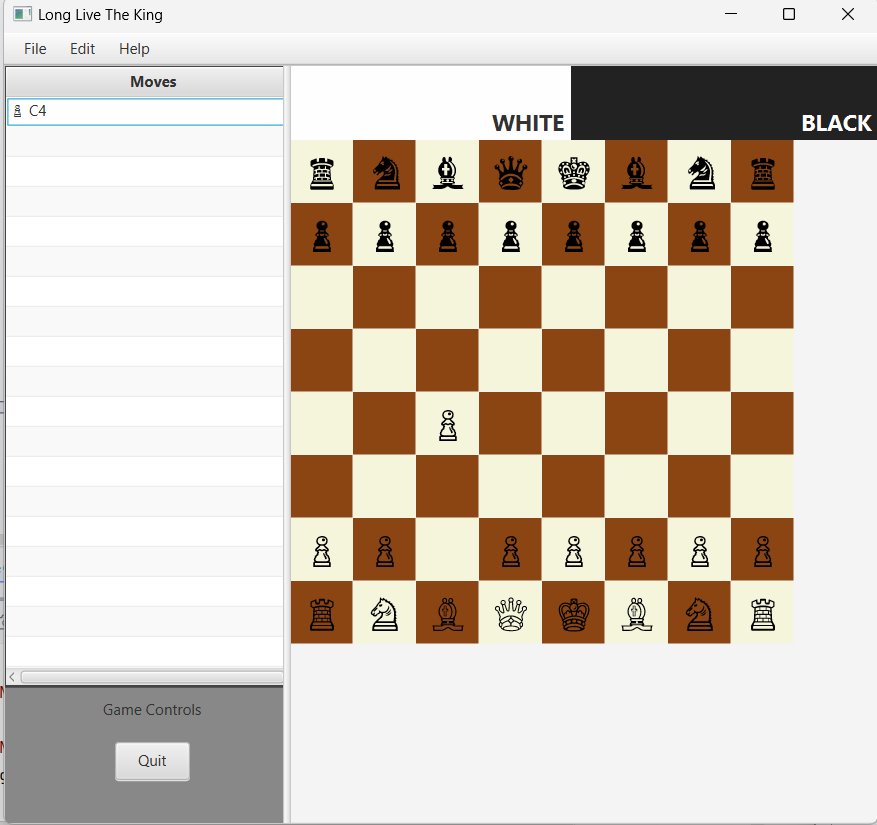 Long Live The King
File Edit Help
Moves
♙ C4
WHITE
BLACK
Game Controls
Quit